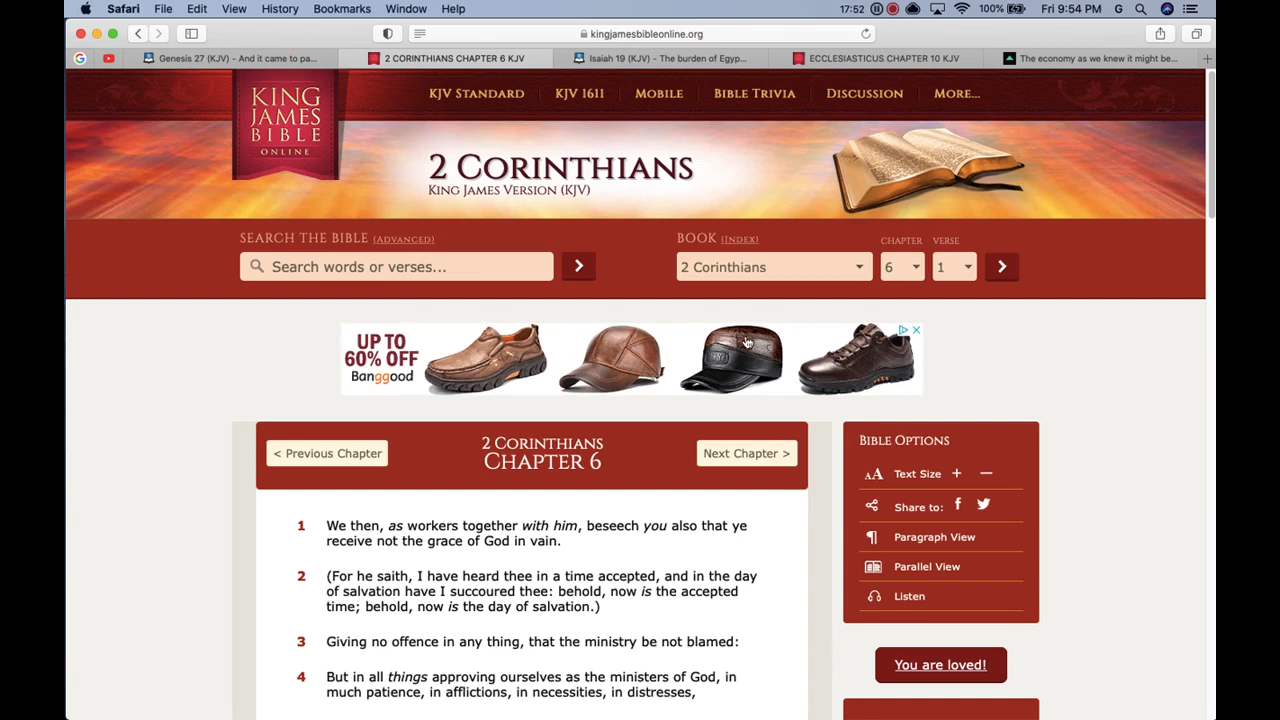 Safari File Edit View History Bookmarks Window Help 17:52 100% Fri 9:54 PM G
kingjamesbibleonline.org
Genesis 27 (KJV) - And it came to pa... 2 CORINTHIANS CHAPTER 6 KJV Isaiah 19 (KJV) - The burden of Egyp... ECCLESIASTICUS CHAPTER 10 KJV The economy as we knew it might be...
KING
JAMES
BIBLE
ONLINE
KJV STANDARD KJV 1611 MOBILE BIBLE TRIVIA DISCUSSION MORE...
2 CORINTHIANS
KING JAMES VERSION (KJV)
SEARCH THE BIBLE (ADVANCED) BOOK (INDEX) CHAPTER VERSE
Search words or verses... 2 Corinthians 6 1
UP TO
60% OFF
Banggood
< Previous Chapter 2 CORINTHIANS Next Chapter >
CHAPTER 6
1 We then, as workers together with him, beseech you also that ye
receive not the grace of God in vain.
2 (For he saith, I have heard thee in a time accepted, and in the day
of salvation have I succoured thee: behold, now is the accepted
time; behold, now is the day of salvation.)
3 Giving no offence in any thing, that the ministry be not blamed:
4 But in all things approving ourselves as the ministers of God, in
much patience, in afflictions, in necessities, in distresses,
BIBLE OPTIONS
AA Text Size + —
Share to: f
¶ Paragraph View
Parallel View
Listen
You are loved!